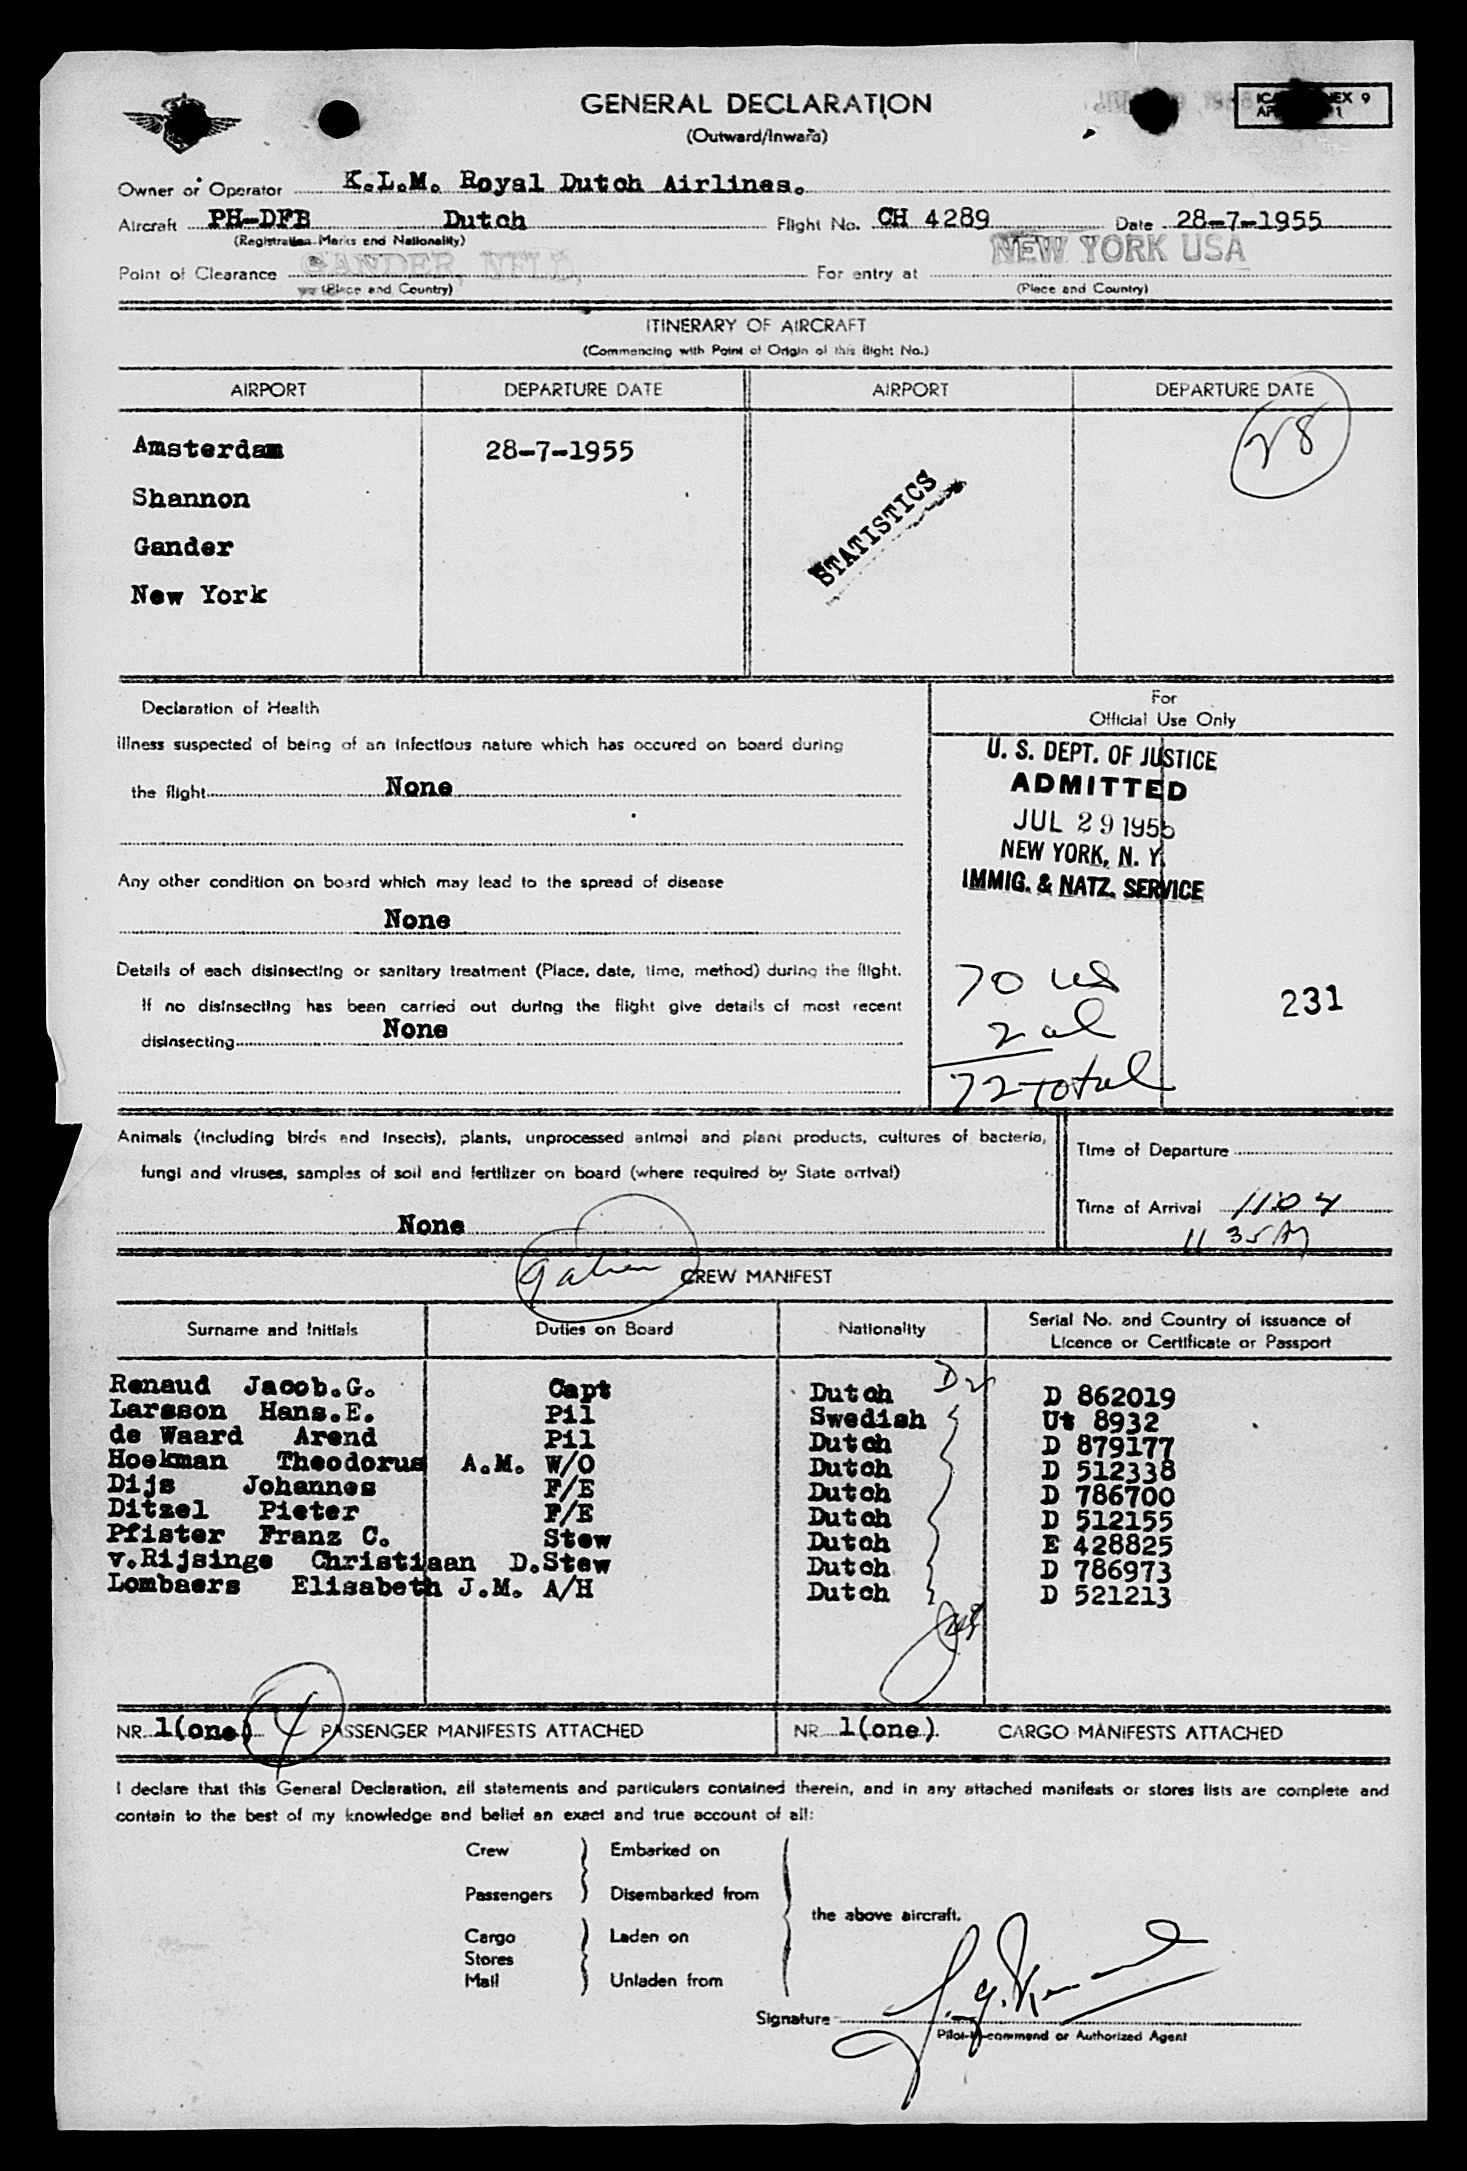 GENERAL DECLARATION
(Outward/Inward)
EX 9
Owner or Operator K.L.M. Royal Dutch Airlines.
Aircraft PH-DFB Dutch Flight No. CH 4289 Date 28-7-1955
(Registration Marks and Nationality)
NEW YORK USA
Point of Clearance GANDER, NFLD, For entry at
(Place and Country) (Place and Country)
ITINERARY OF AIRCRAFT
(Commencing with Point of Origin of this flight No.)
AIRPORT DEPARTURE DATE AIRPORT DEPARTURE DATE
28
Amsterdam 28-7-1955
Shannon
STATISTICS
Gander
New York
Declaration of Health
For
Official Use Only
illness suspected of being of an infectious nature which has occured on board during
the flight None
U. S. DEPT. OF JUSTICE
ADMITTED
JUL 29 1955
NEW YORK, N. Y.
IMMIG. & NATZ. SERVICE
Any other condition on board which may lead to the spread of disease
None
Details of each disinsecting or sanitary treatment (Place, date, time, method) during the flight.
If no disinsecting has been carried out during the flight give details of most recent
disinsecting None
70 us
2 al
72 total
231
Animals (including birds and insects), plants, unprocessed animal and plant products, cultures of bacteria,
fungi and viruses, samples of soil and fertilizer on board (where required by State arrival)
None
Time of Departure
Time of Arrival 1104
11 35 A
CREW MANIFEST
Surname and Initials Duties on Board Nationality Serial No. and Country of issuance of
Licence or Certificate or Passport
Renaud Jacob.G. Capt Dutch D 862019
Larsson Hans.E. Pil Swedish Ut 8932
de Waard Arend Pil Dutch D 879177
Hoekman Theodorus A.M. W/O Dutch D 512338
Dijs Johannes F/E Dutch D 786700
Ditzel Pieter F/E Dutch D 512155
Pfister Franz C. Stew Dutch E 428825
v.Rijsinge Christiaan D.Stew Dutch D 786973
Lombaers Elisabeth J.M. A/H Dutch D 521213
NR 1(one) 4 PASSENGER MANIFESTS ATTACHED NR 1(one). CARGO MANIFESTS ATTACHED
I declare that this General Declaration, all statements and particulars contained therein, and in any attached manifests or stores lists are complete and
contain to the best of my knowledge and belief an exact and true account of all:
Crew Embarked on
Passengers Disembarked from
the above aircraft.
Cargo Laden on
Stores
Mail Unladen from
Signature J. G. Renaud
Pilot-in-command or Authorized Agent